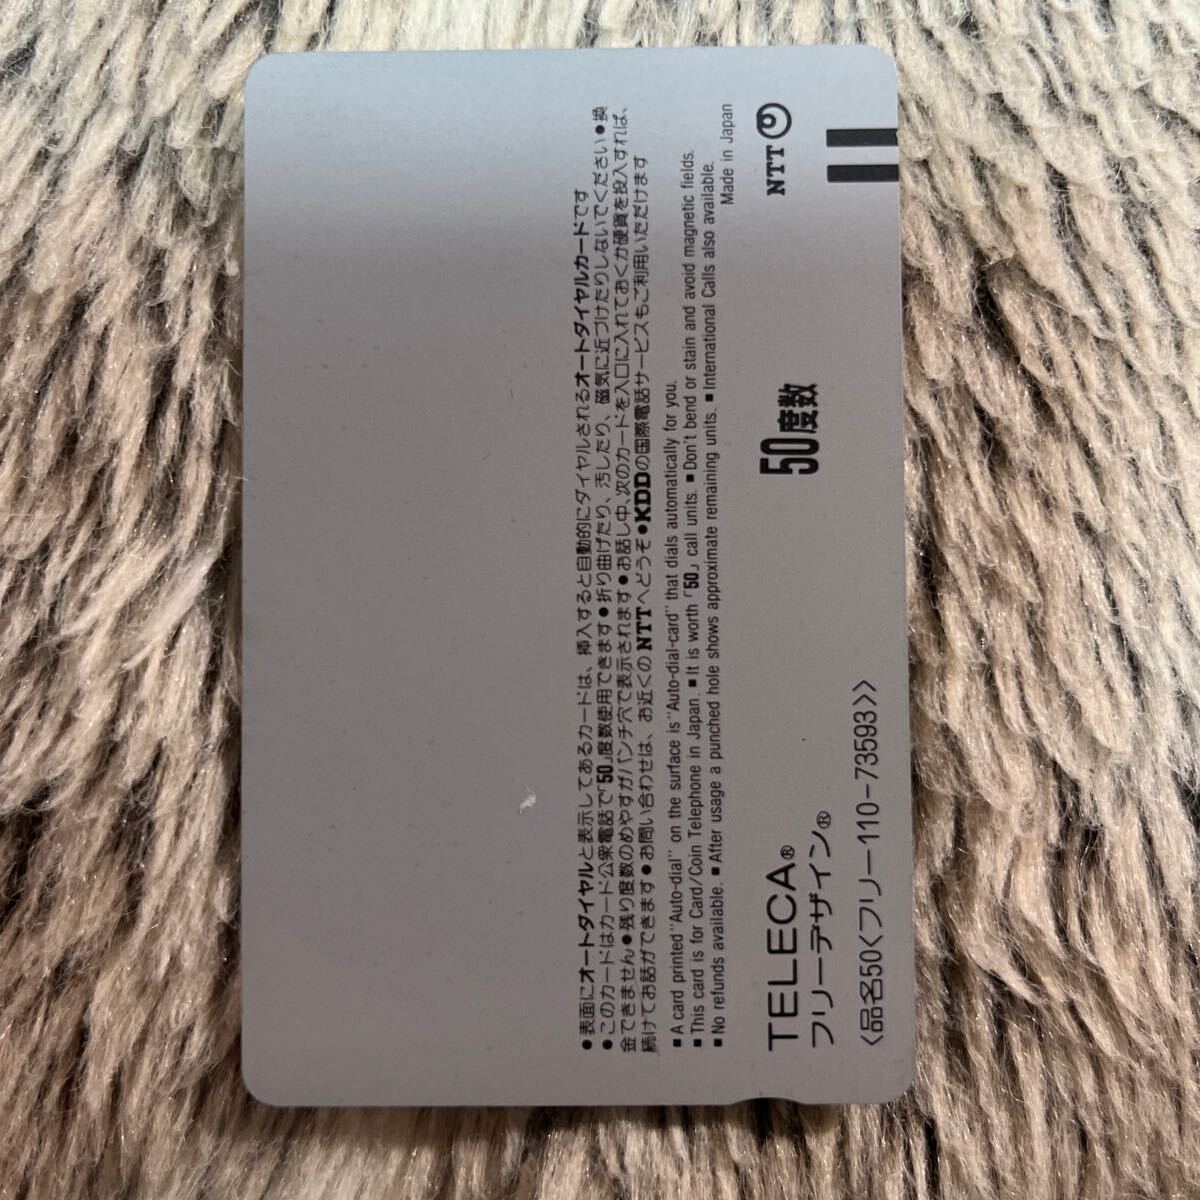 ●表面にオートダイヤルと表示してあるカードは、挿入すると自動的にダイヤルされるオートダイヤルカードです
●このカードはカード公衆電話で「50」度数使用できます●折り曲げたり、汚したり、磁気に近づけたりしないでください●換
金できません●残り度数のめやすがパンチ穴で表示されます●お話し中、次のカードを入口に入れておくか硬貨を投入すれば、
続けてお話ができます●お問い合わせは、お近くのNTTへどうぞ●KDDの国際電話サービスもご利用いただけます
■A card printed "Auto-dial" on the surface is "Auto-dial-card" that dials automatically for you.
■This card is for Card/Coin Telephone in Japan. ■It is worth「50」call units. ■Don't bend or stain and avoid magnetic fields.
■No refunds available. ■After usage a punched hole shows approximate remaining units. ■International Calls also available.
Made in Japan
TELECA®
フリーデザイン®
50度数
NTT
<品名50<フリー110-73593>>